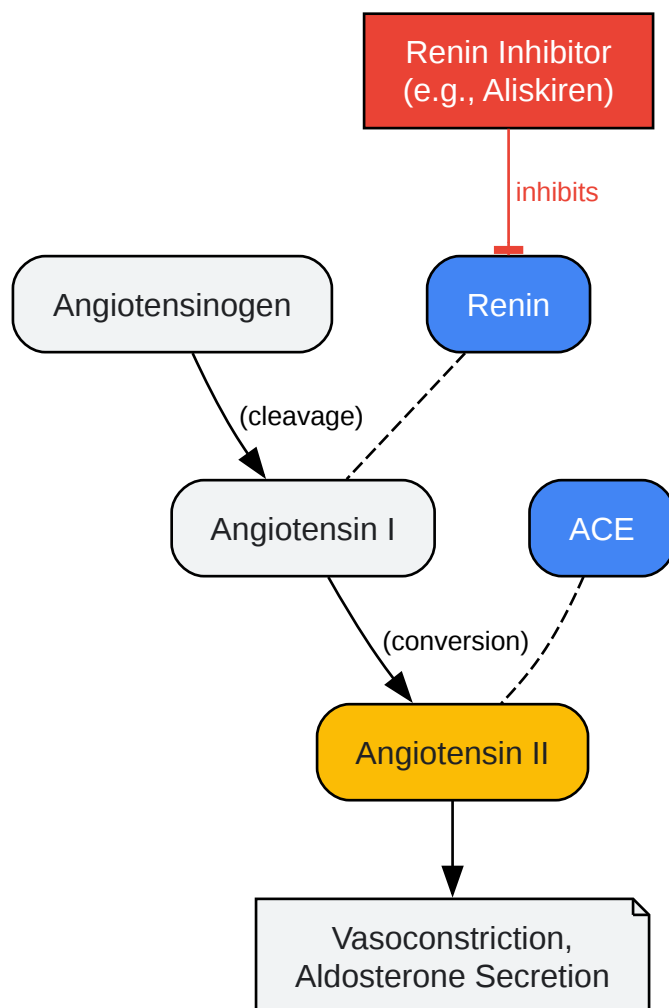 Renin Inhibitor
(e.g., Aliskiren)
inhibits
Angiotensinogen
Renin
(cleavage)
Angiotensin I
ACE
(conversion)
Angiotensin II
Vasoconstriction,
Aldosterone Secretion